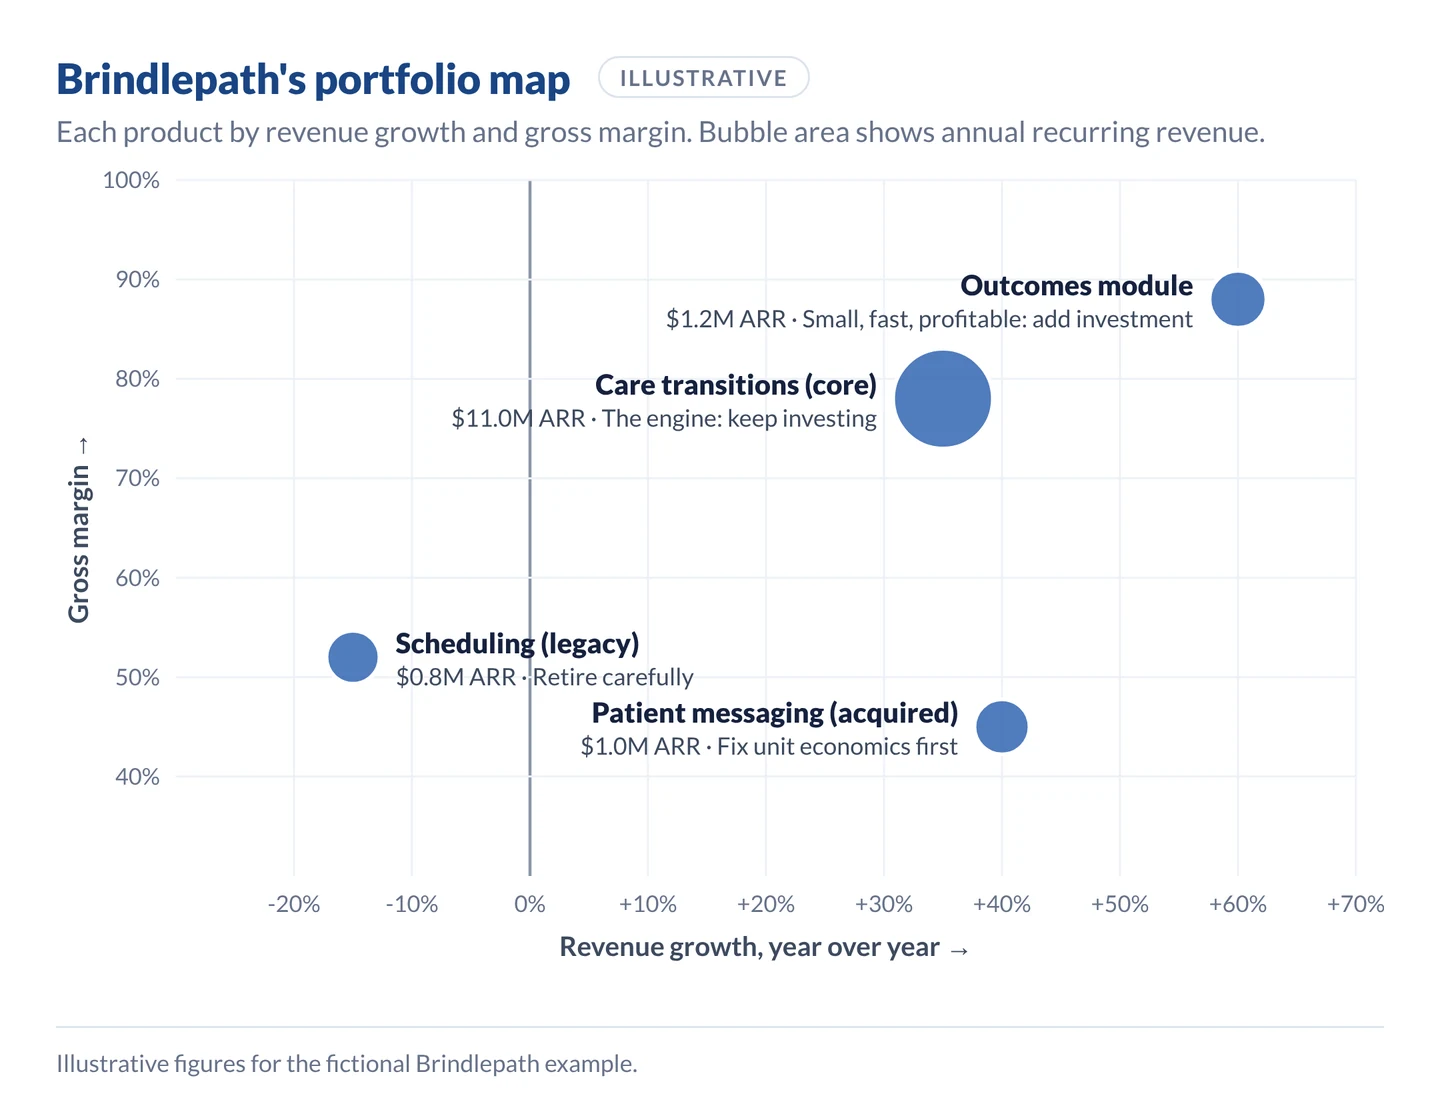 Brindlepath's portfolio map
ILLUSTRATIVE
Each product by revenue growth and gross margin. Bubble area shows annual recurring revenue.
100%
90%
80%
70%
60%
50%
40%
Gross margin →
Outcomes module
$1.2M ARR · Small, fast, profitable: add investment
Care transitions (core)
$11.0M ARR · The engine: keep investing
Scheduling (legacy)
$0.8M ARR · Retire carefully
Patient messaging (acquired)
$1.0M ARR · Fix unit economics first
-20%
-10%
0%
+10%
+20%
+30%
+40%
+50%
+60%
+70%
Revenue growth, year over year →
Illustrative figures for the fictional Brindlepath example.